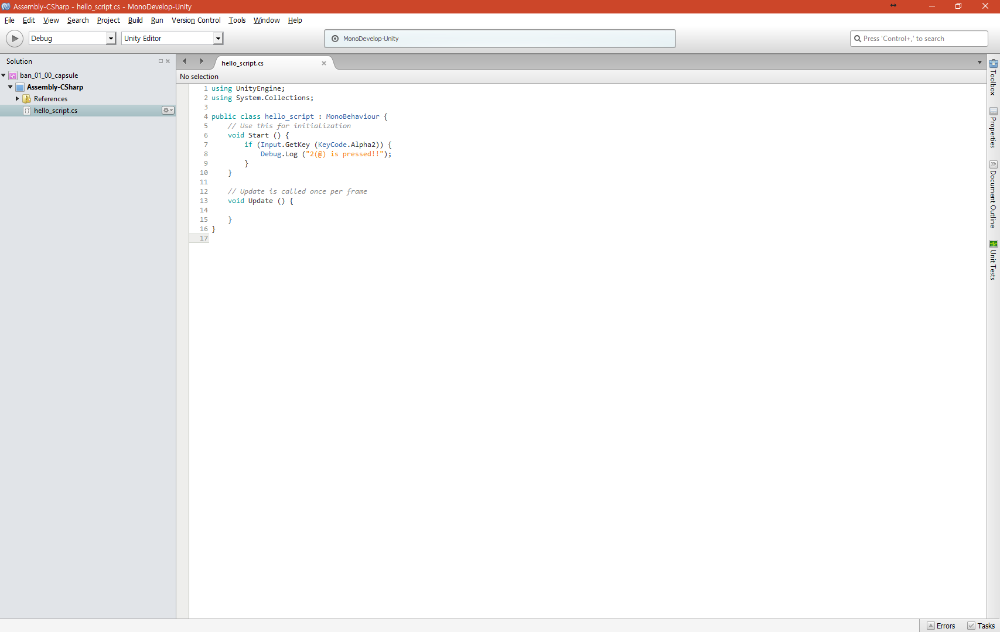 Assembly-CSharp - hello_script.cs - MonoDevelop-Unity
File Edit View Search Project Build Run Version Control Tools Window Help
Debug Unity Editor MonoDevelop-Unity Press 'Control+,' to search
Solution
ban_01_00_capsule
Assembly-CSharp
References
hello_script.cs
hello_script.cs
No selection
1 using UnityEngine;
2 using System.Collections;
3
4 public class hello_script : MonoBehaviour {
5 // Use this for initialization
6 void Start () {
7 if (Input.GetKey (KeyCode.Alpha2)) {
8 Debug.Log ("2(@) is pressed!!");
9 }
10 }
11
12 // Update is called once per frame
13 void Update () {
14
15 }
16 }
17
Toolbox
Properties
Document Outline
Unit Tests
Errors Tasks